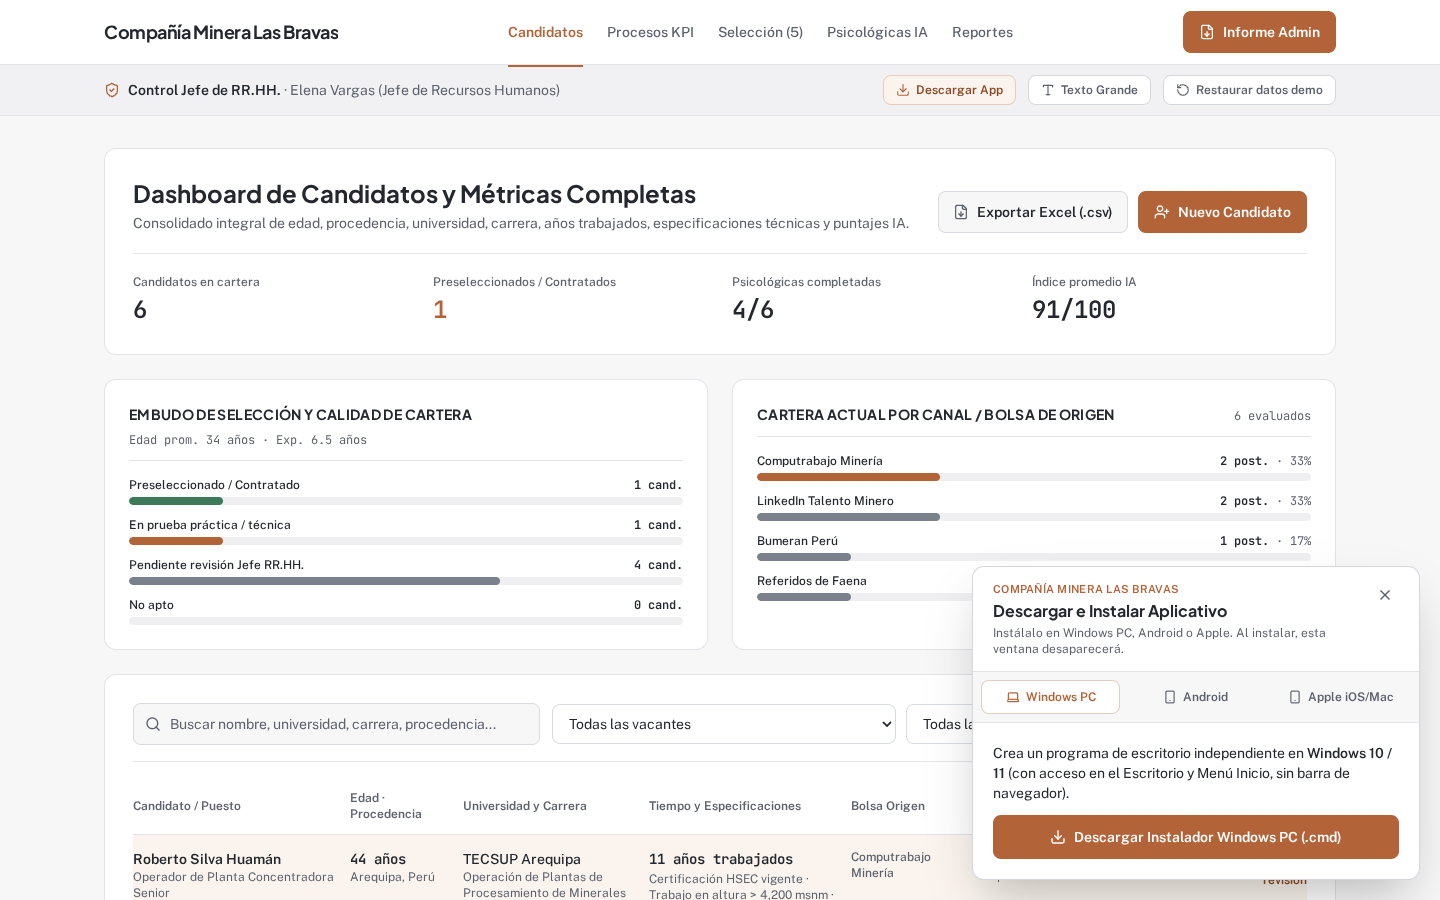 Compañía Minera Las Bravas
Candidatos
Procesos KPI
Selección (5)
Psicológicas IA
Reportes
Informe Admin
Control Jefe de RR.HH. · Elena Vargas (Jefe de Recursos Humanos)
Descargar App
Texto Grande
Restaurar datos demo
Dashboard de Candidatos y Métricas Completas
Consolidado integral de edad, procedencia, universidad, carrera, años trabajados, especificaciones técnicas y puntajes IA.
Exportar Excel (.csv)
Nuevo Candidato
Candidatos en cartera
6
Preseleccionados / Contratados
1
Psicológicas completadas
4/6
Índice promedio IA
91/100
EMBUDO DE SELECCIÓN Y CALIDAD DE CARTERA
Edad prom. 34 años · Exp. 6.5 años
Preseleccionado / Contratado
1 cand.
En prueba práctica / técnica
1 cand.
Pendiente revisión Jefe RR.HH.
4 cand.
No apto
0 cand.
CARTERA ACTUAL POR CANAL / BOLSA DE ORIGEN
6 evaluados
Computrabajo Minería
2 post. · 33%
LinkedIn Talento Minero
2 post. · 33%
Bumeran Perú
1 post. · 17%
Referidos de Faena
COMPAÑÍA MINERA LAS BRAVAS
Descargar e Instalar Aplicativo
Instálalo en Windows PC, Android o Apple. Al instalar, esta
ventana desaparecerá.
Windows PC
Android
Apple iOS/Mac
Crea un programa de escritorio independiente en Windows 10 /
11 (con acceso en el Escritorio y Menú Inicio, sin barra de
navegador).
Descargar Instalador Windows PC (.cmd)
Buscar nombre, universidad, carrera, procedencia...
Todas las vacantes
Todas
Candidato / Puesto
Edad ·
Procedencia
Universidad y Carrera
Tiempo y Especificaciones
Bolsa Origen
Roberto Silva Huamán
Operador de Planta Concentradora
Senior
44 años
Arequipa, Perú
TECSUP Arequipa
Operación de Plantas de
Procesamiento de Minerales
11 años trabajados
Certificación HSEC vigente ·
Trabajo en altura > 4,200 msnm ·
Computrabajo
Minería
revisión